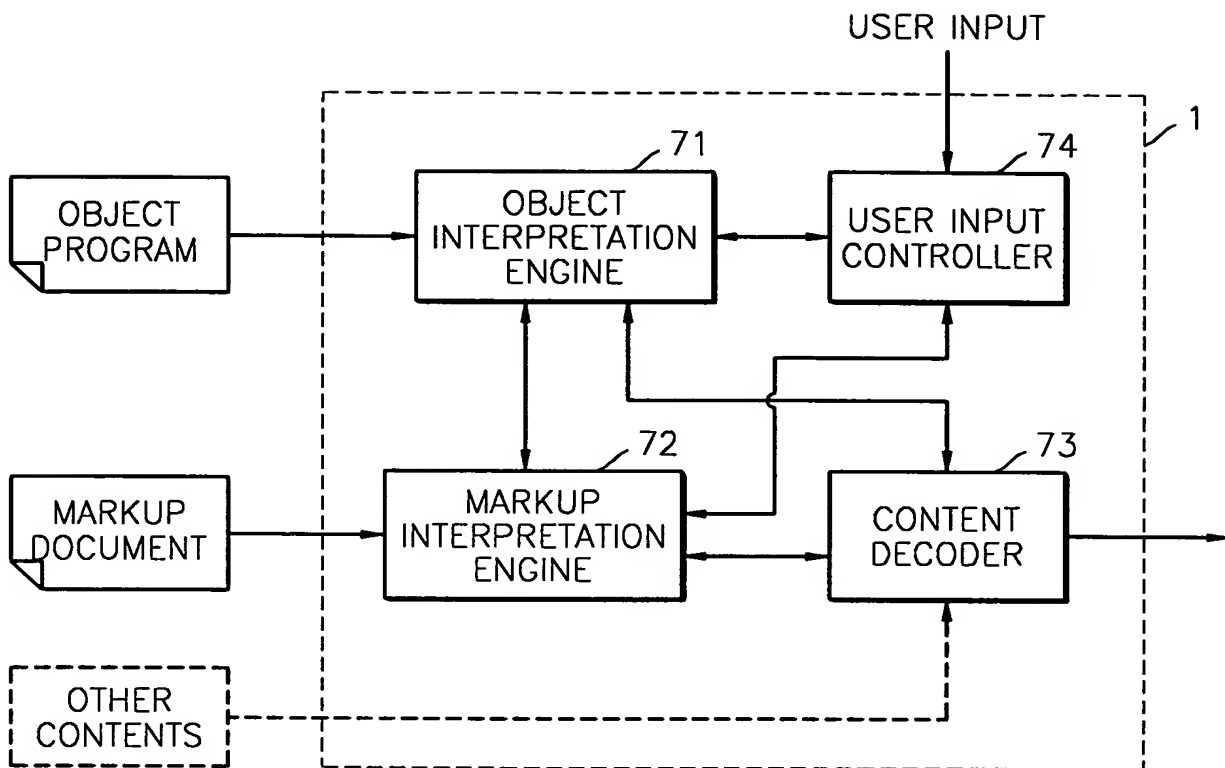 USER INPUT
1
71
74
OBJECT
PROGRAM
OBJECT
INTERPRETATION
ENGINE
USER INPUT
CONTROLLER
72
73
MARKUP
DOCUMENT
MARKUP
INTERPRETATION
ENGINE
CONTENT
DECODER
OTHER
CONTENTS